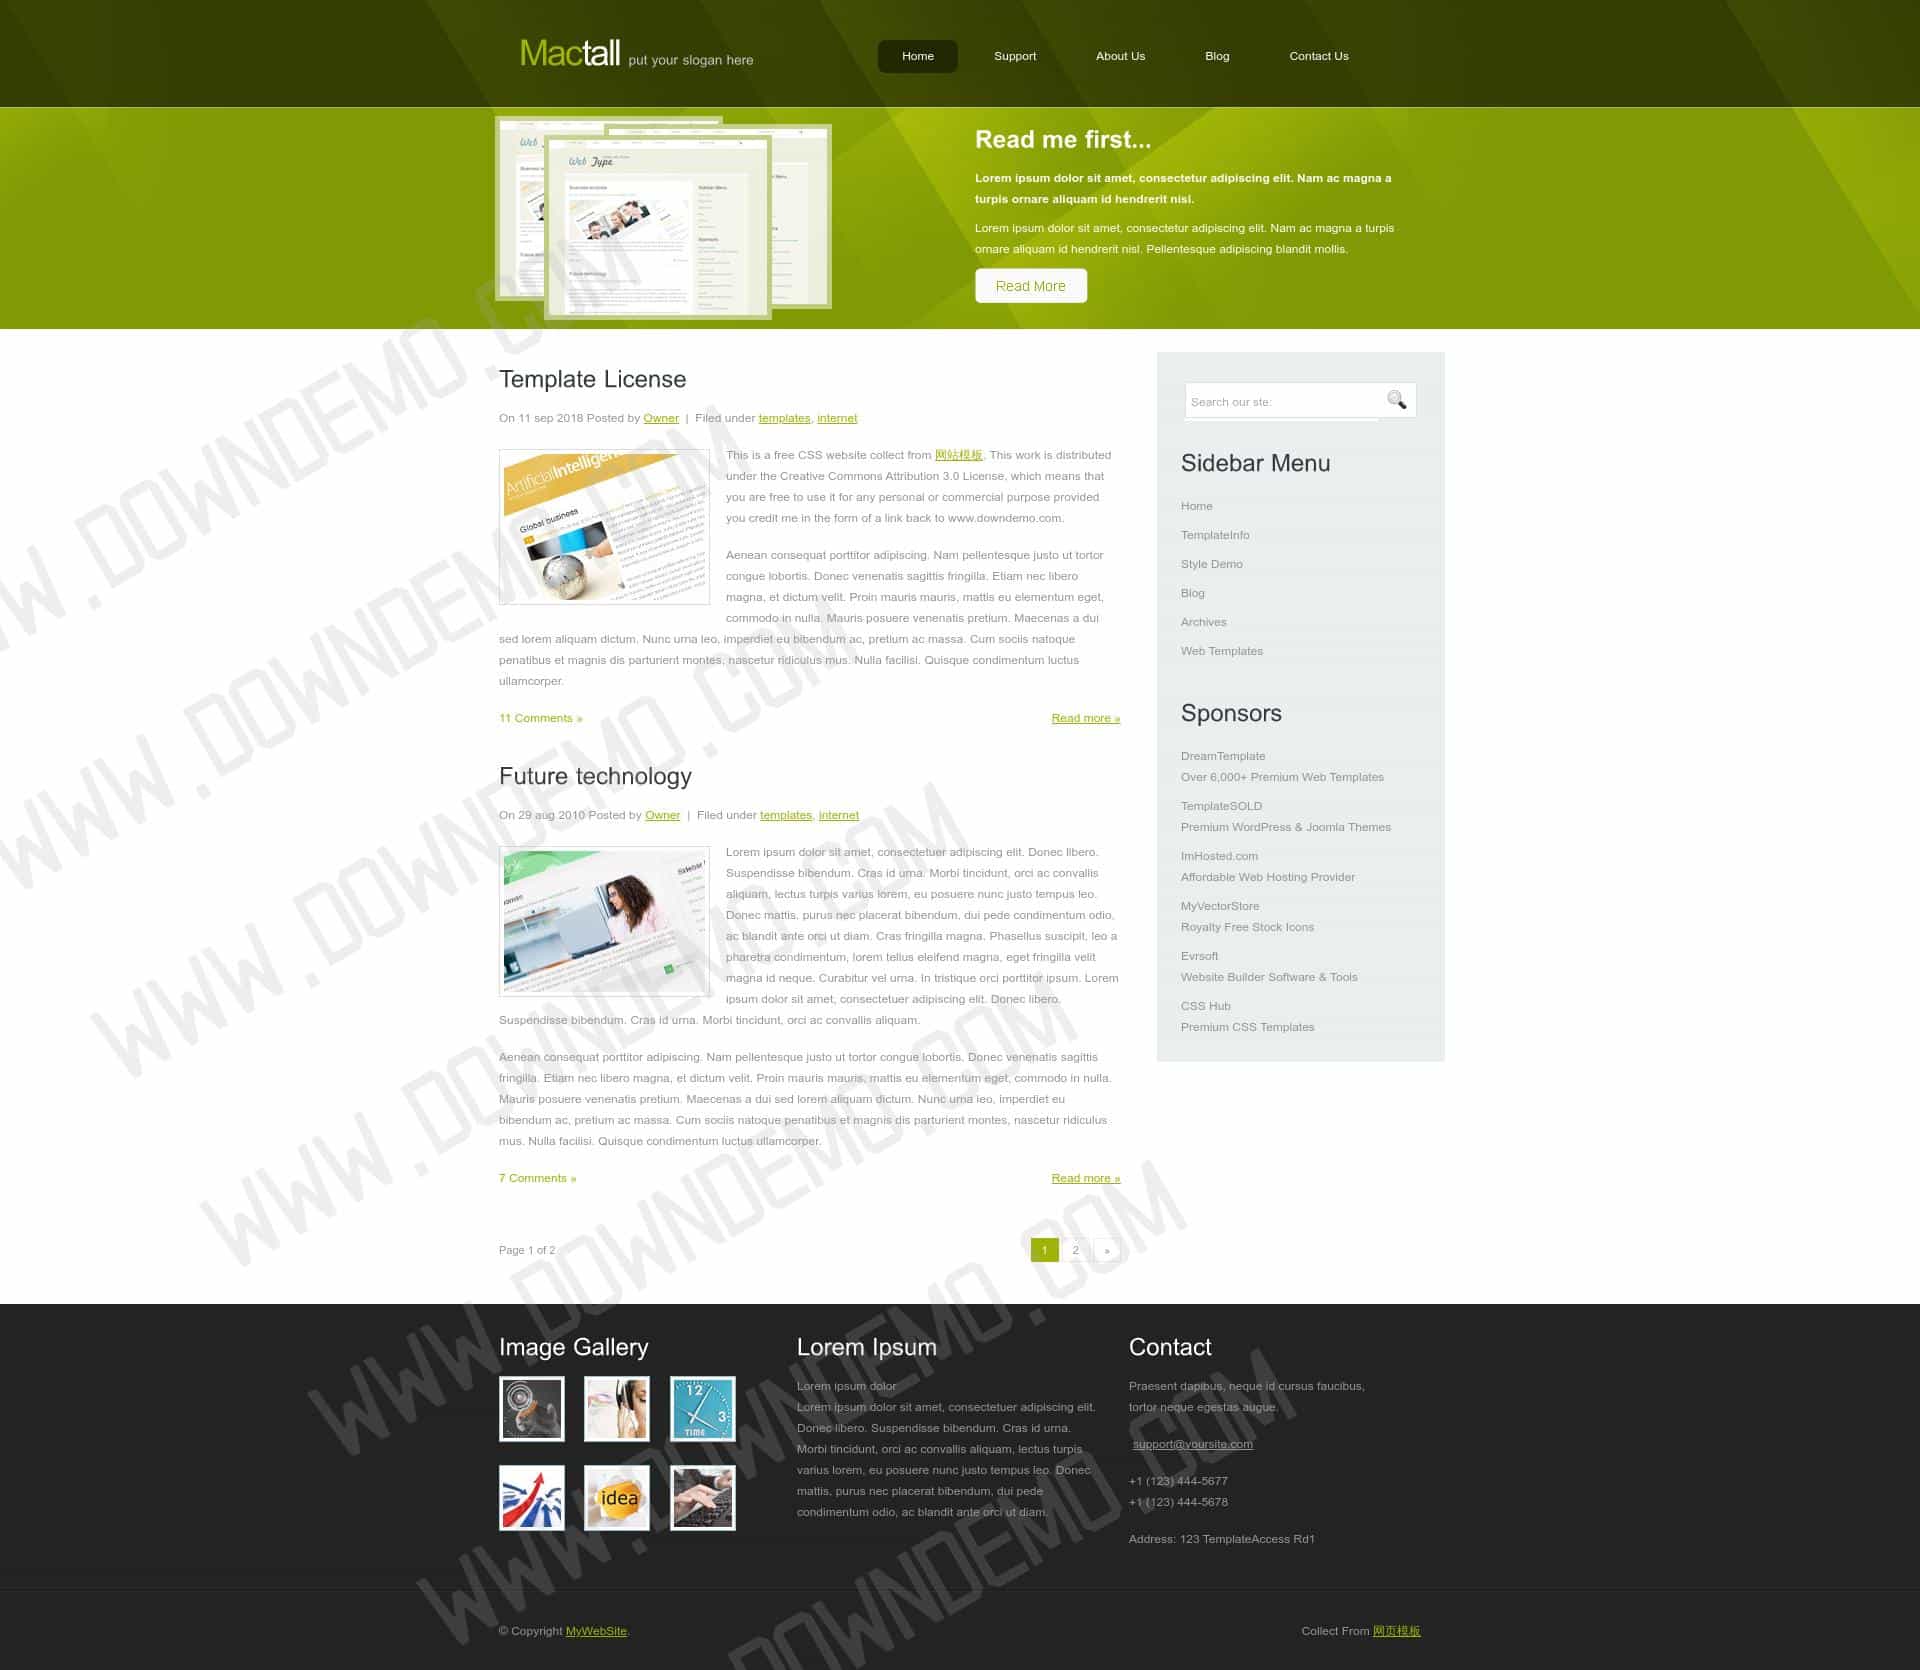 Mactall put your slogan here
Home Support About Us Blog Contact Us
Web Type
Read me first...
Lorem ipsum dolor sit amet, consectetur adipiscing elit. Nam ac magna a
turpis ornare aliquam id hendrerit nisl.
Lorem ipsum dolor sit amet, consectetur adipiscing elit. Nam ac magna a turpis
ornare aliquam id hendrerit nisl. Pellentesque adipiscing blandit mollis.
Read More
Template License
On 11 sep 2018 Posted by Owner | Filed under templates, internet
ArtificialIntelligenc
Global business
This is a free CSS website collect from 网站模板. This work is distributed
under the Creative Commons Attribution 3.0 License, which means that
you are free to use it for any personal or commercial purpose provided
you credit me in the form of a link back to www.downdemo.com.
Aenean consequat porttitor adipiscing. Nam pellentesque justo ut tortor
congue lobortis. Donec venenatis sagittis fringilla. Etiam nec libero
magna, et dictum velit. Proin mauris mauris, mattis eu elementum eget,
commodo in nulla. Mauris posuere venenatis pretium. Maecenas a dui
sed lorem aliquam dictum. Nunc urna leo, imperdiet eu bibendum ac, pretium ac massa. Cum sociis natoque
penatibus et magnis dis parturient montes, nascetur ridiculus mus. Nulla facilisi. Quisque condimentum luctus
ullamcorper.
11 Comments » Read more »
Future technology
On 29 aug 2010 Posted by Owner | Filed under templates, internet
Lorem ipsum dolor sit amet, consectetuer adipiscing elit. Donec libero.
Suspendisse bibendum. Cras id urna. Morbi tincidunt, orci ac convallis
aliquam, lectus turpis varius lorem, eu posuere nunc justo tempus leo.
Donec mattis, purus nec placerat bibendum, dui pede condimentum odio,
ac blandit ante orci ut diam. Cras fringilla magna. Phasellus suscipit, leo a
pharetra condimentum, lorem tellus eleifend magna, eget fringilla velit
magna id neque. Curabitur vel urna. In tristique orci porttitor ipsum. Lorem
ipsum dolor sit amet, consectetuer adipiscing elit. Donec libero.
Suspendisse bibendum. Cras id urna. Morbi tincidunt, orci ac convallis aliquam.
Aenean consequat porttitor adipiscing. Nam pellentesque justo ut tortor congue lobortis. Donec venenatis sagittis
fringilla. Etiam nec libero magna, et dictum velit. Proin mauris mauris, mattis eu elementum eget, commodo in nulla.
Mauris posuere venenatis pretium. Maecenas a dui sed lorem aliquam dictum. Nunc urna leo, imperdiet eu
bibendum ac, pretium ac massa. Cum sociis natoque penatibus et magnis dis parturient montes, nascetur ridiculus
mus. Nulla facilisi. Quisque condimentum luctus ullamcorper.
7 Comments » Read more »
Page 1 of 2 1 2 »
Search our ste:
Sidebar Menu
Home
TemplateInfo
Style Demo
Blog
Archives
Web Templates
Sponsors
DreamTemplate
Over 6,000+ Premium Web Templates
TemplateSOLD
Premium WordPress & Joomla Themes
ImHosted.com
Affordable Web Hosting Provider
MyVectorStore
Royalty Free Stock Icons
Evrsoft
Website Builder Software & Tools
CSS Hub
Premium CSS Templates
Image Gallery
12
3
TIME
idea
Lorem Ipsum
Lorem ipsum dolor
Lorem ipsum dolor sit amet, consectetuer adipiscing elit.
Donec libero. Suspendisse bibendum. Cras id urna.
Morbi tincidunt, orci ac convallis aliquam, lectus turpis
varius lorem, eu posuere nunc justo tempus leo. Donec
mattis, purus nec placerat bibendum, dui pede
condimentum odio, ac blandit ante orci ut diam.
Contact
Praesent dapibus, neque id cursus faucibus,
tortor neque egestas augue.
support@yoursite.com
+1 (123) 444-5677
+1 (123) 444-5678
Address: 123 TemplateAccess Rd1
© Copyright MyWebSite.
Collect From 网页模板
WWW.DOWNDEMO.COM
WWW.DOWNDEMO.COM
WWW.DOWNDEMO.COM
WWW.DOWNDEMO.COM
WWW.DOWNDEMO.COM
WWW.DOWNDEMO.COM
DOWNDEMO.COM